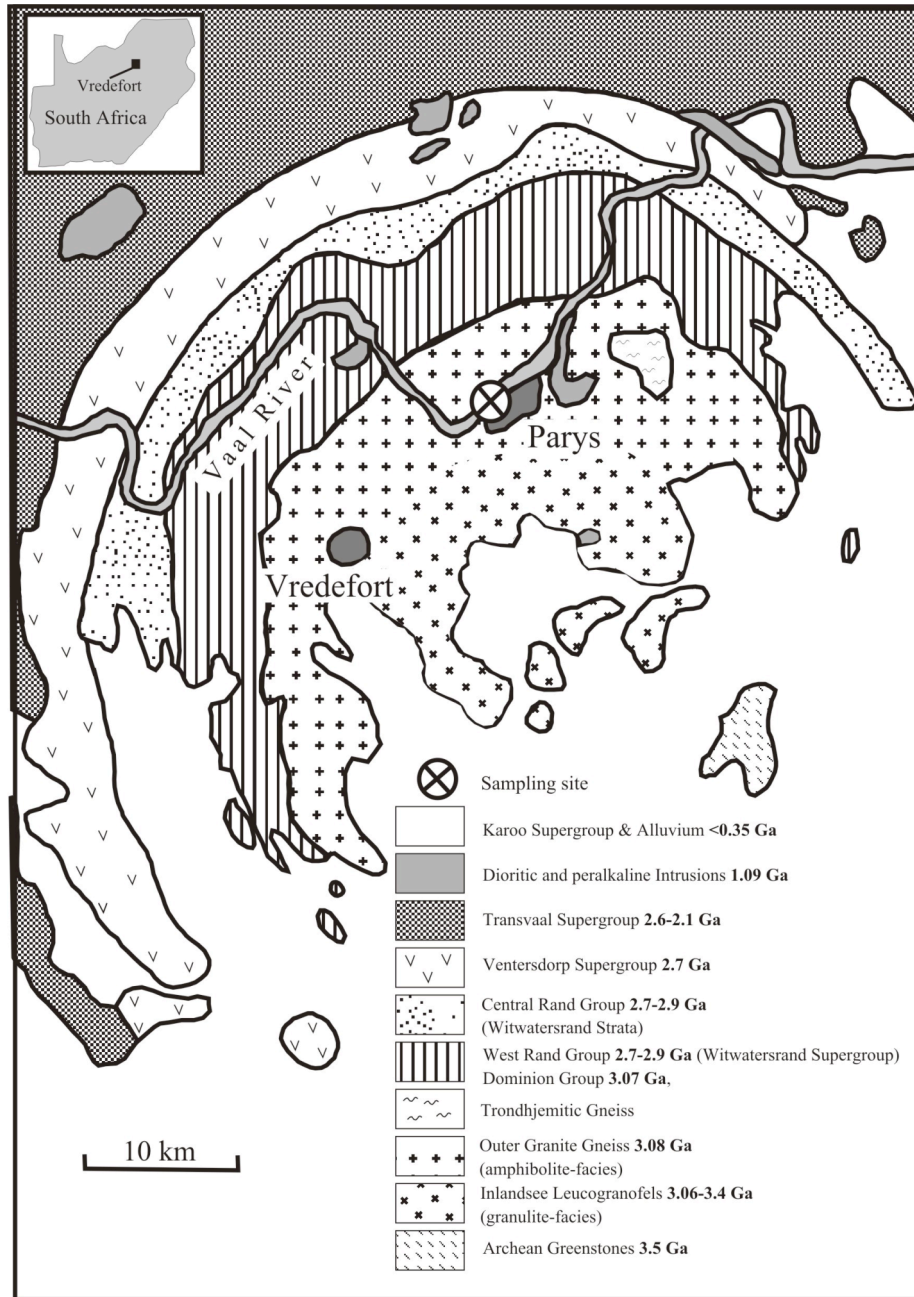 Vredefort
South Africa
Vaal River
Parys
Vredefort
Sampling site
Karoo Supergroup & Alluvium <0.35 Ga
Dioritic and peralkaline Intrusions 1.09 Ga
Transvaal Supergroup 2.6-2.1 Ga
Ventersdorp Supergroup 2.7 Ga
Central Rand Group 2.7-2.9 Ga
(Witwatersrand Strata)
West Rand Group 2.7-2.9 Ga (Witwatersrand Supergroup)
Dominion Group 3.07 Ga,
Trondhjemitic Gneiss
10 km
Outer Granite Gneiss 3.08 Ga
(amphibolite-facies)
Inlandsee Leucogranofels 3.06-3.4 Ga
(granulite-facies)
Archean Greenstones 3.5 Ga